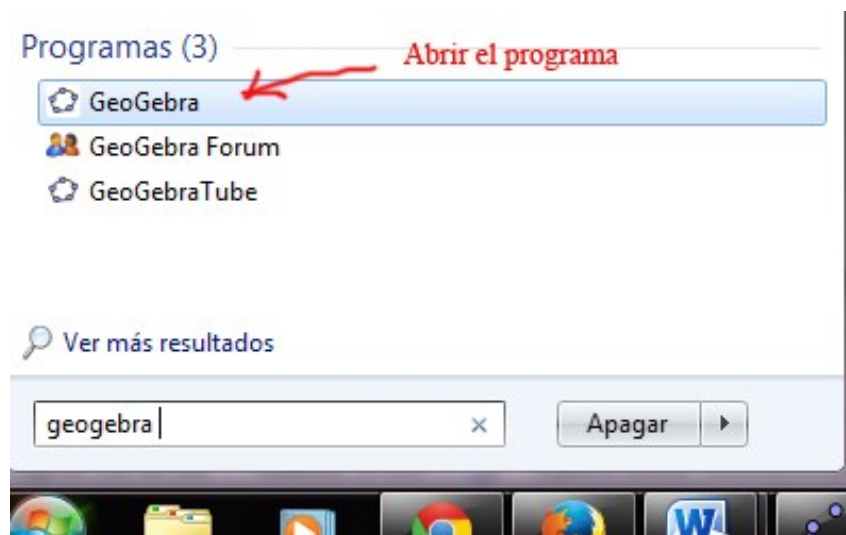 Programas (3)
Abrir el programa
GeoGebra
GeoGebra Forum
GeoGebraTube
Ver más resultados
geogebra
Apagar
W